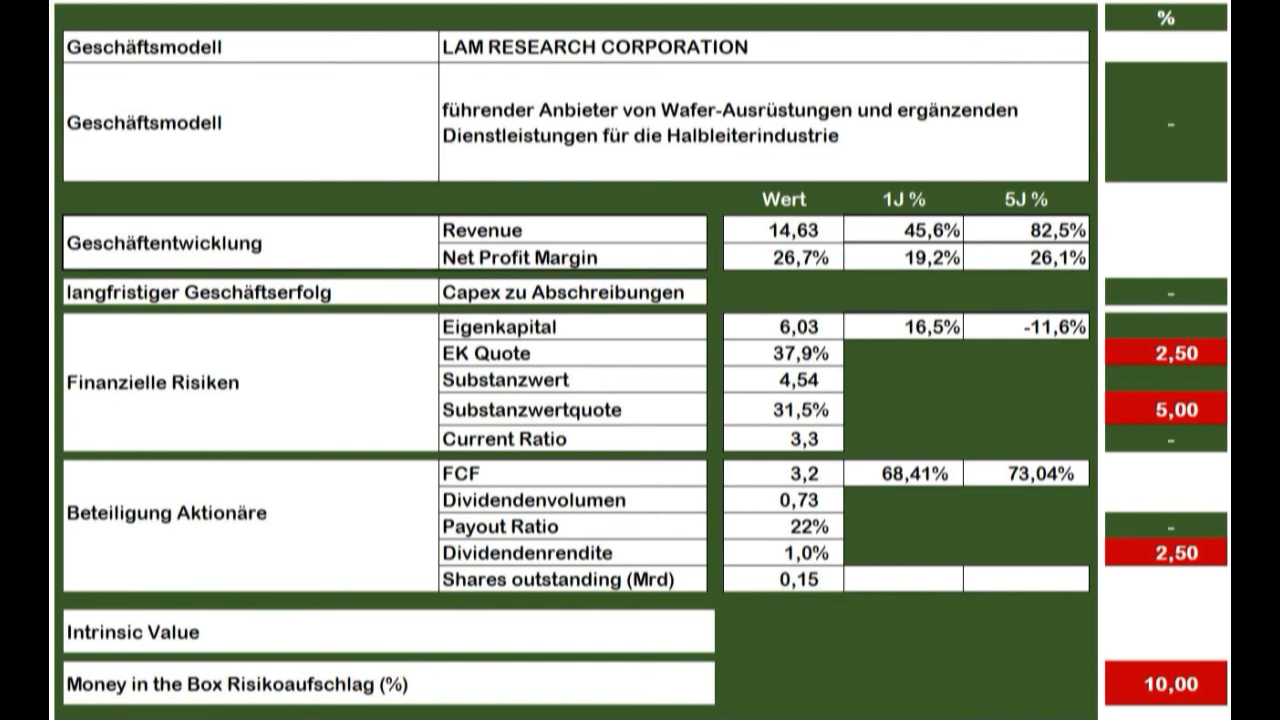 %
Geschäftsmodell LAM RESEARCH CORPORATION
Geschäftsmodell führender Anbieter von Wafer-Ausrüstungen und ergänzenden
Dienstleistungen für die Halbleiterindustrie -
Wert 1J % 5J %
Geschäftentwicklung
Revenue 14,63 45,6% 82,5%
Net Profit Margin 26,7% 19,2% 26,1%
langfristiger Geschäftserfolg Capex zu Abschreibungen -
Finanzielle Risiken
Eigenkapital 6,03 16,5% -11,6%
EK Quote 37,9% 2,50
Substanzwert 4,54
Substanzwertquote 31,5% 5,00
Current Ratio 3,3 -
Beteiligung Aktionäre
FCF 3,2 68,41% 73,04%
Dividendenvolumen 0,73
Payout Ratio 22% -
Dividendenrendite 1,0% 2,50
Shares outstanding (Mrd) 0,15
Intrinsic Value
Money in the Box Risikoaufschlag (%) 10,00